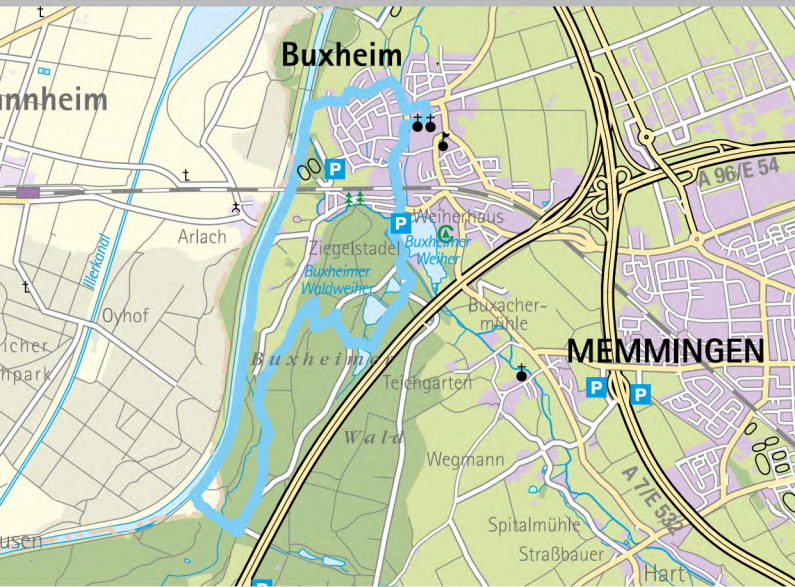 Buxheim
nnheim
P
A 96/E 54
Arlach
Weiherhaus
P
Ziegelstadel
Buxheimer
Weiher
Illerkanal
Buxheimer
Waldweiher
Oyhof
Buxacher-
mühle
icher
hpark
Buxheimer
MEMMINGEN
Teichgarten
P
P
Wald
Wegmann
A 7/E 532
Spitalmühle
usen
Straßbauer
Hart
P